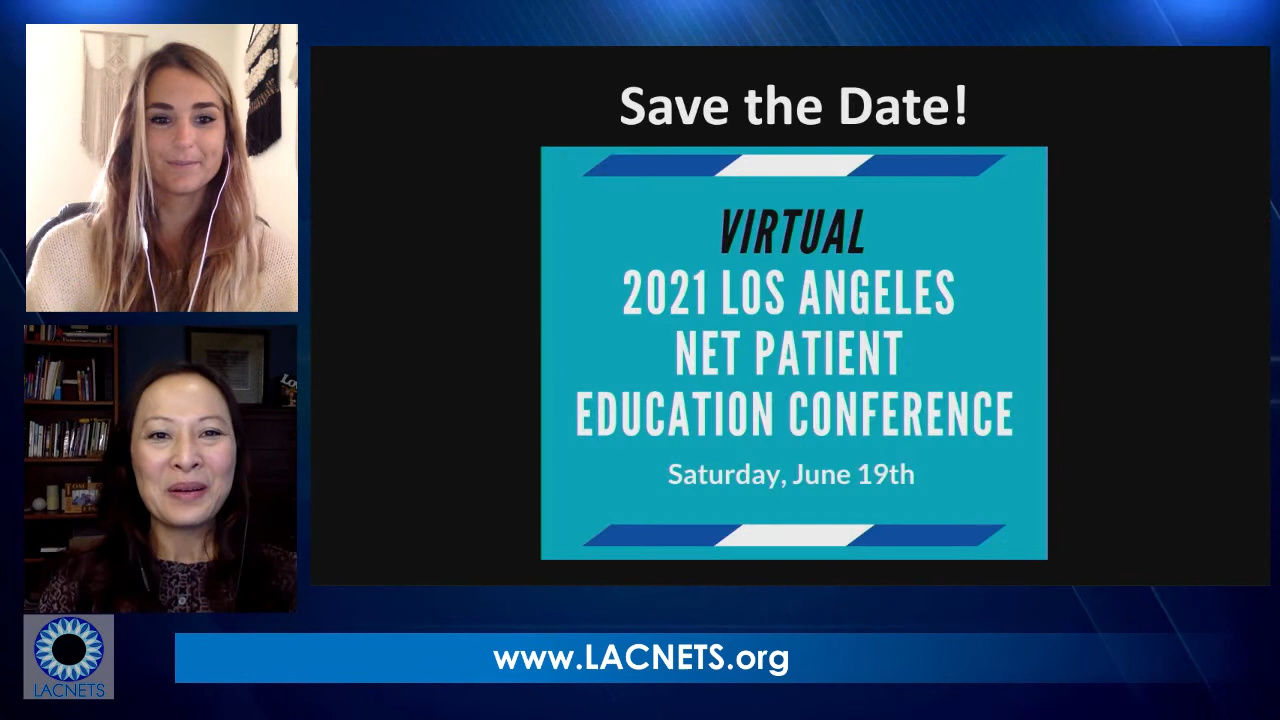 Save the Date!
VIRTUAL
2021 LOS ANGELES
NET PATIENT
EDUCATION CONFERENCE
Saturday, June 19th
LACNETS
www.LACNETS.org